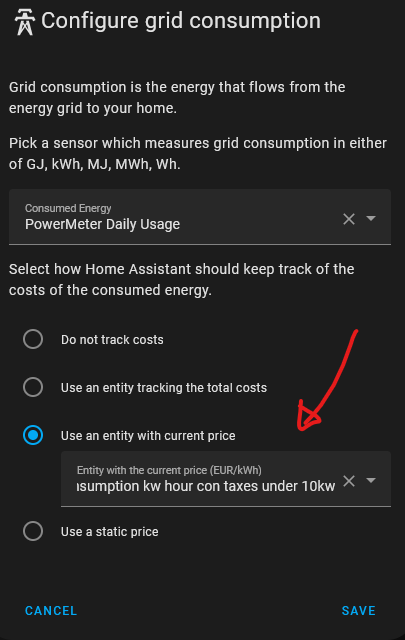 Configure grid consumption
Grid consumption is the energy that flows from the
energy grid to your home.
Pick a sensor which measures grid consumption in either
of GJ, kWh, MJ, MWh, Wh.
Consumed Energy
PowerMeter Daily Usage
Select how Home Assistant should keep track of the
costs of the consumed energy.
Do not track costs
Use an entity tracking the total costs
Use an entity with current price
Entity with the current price (EUR/kWh)
sumption kw hour con taxes under 10kw
Use a static price
CANCEL
SAVE